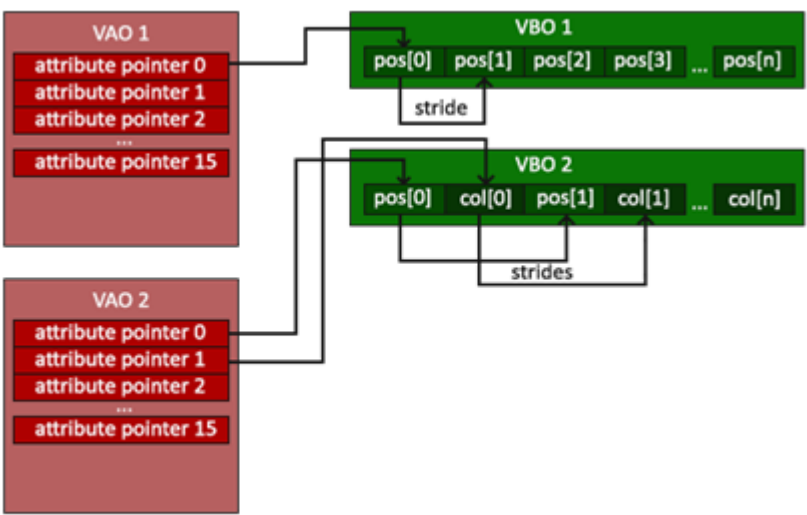 VAO 1
attribute pointer 0
attribute pointer 1
attribute pointer 2
...
attribute pointer 15
VBO 1
pos[0] pos[1] pos[2] pos[3] ... pos[n]
stride
VBO 2
pos[0] col[0] pos[1] col[1] ... col[n]
strides
VAO 2
attribute pointer 0
attribute pointer 1
attribute pointer 2
...
attribute pointer 15